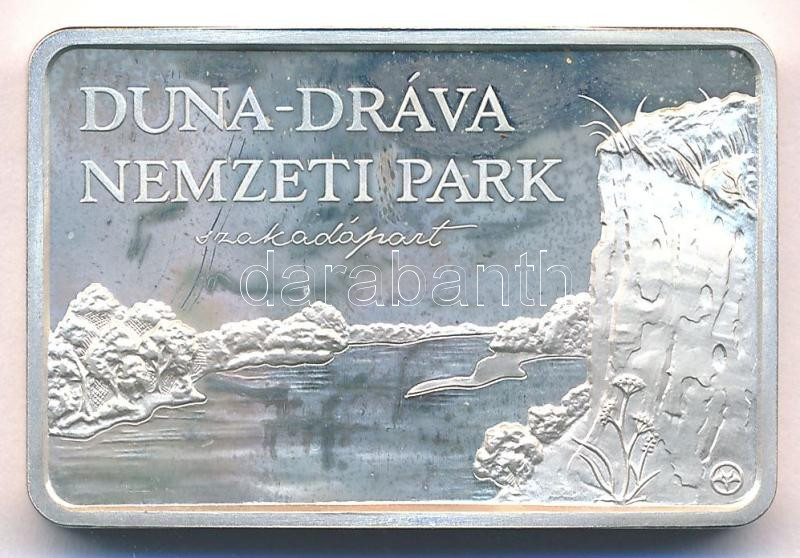 DUNA-DRÁVA
NEMZETI PARK
szakadópart
darabanth